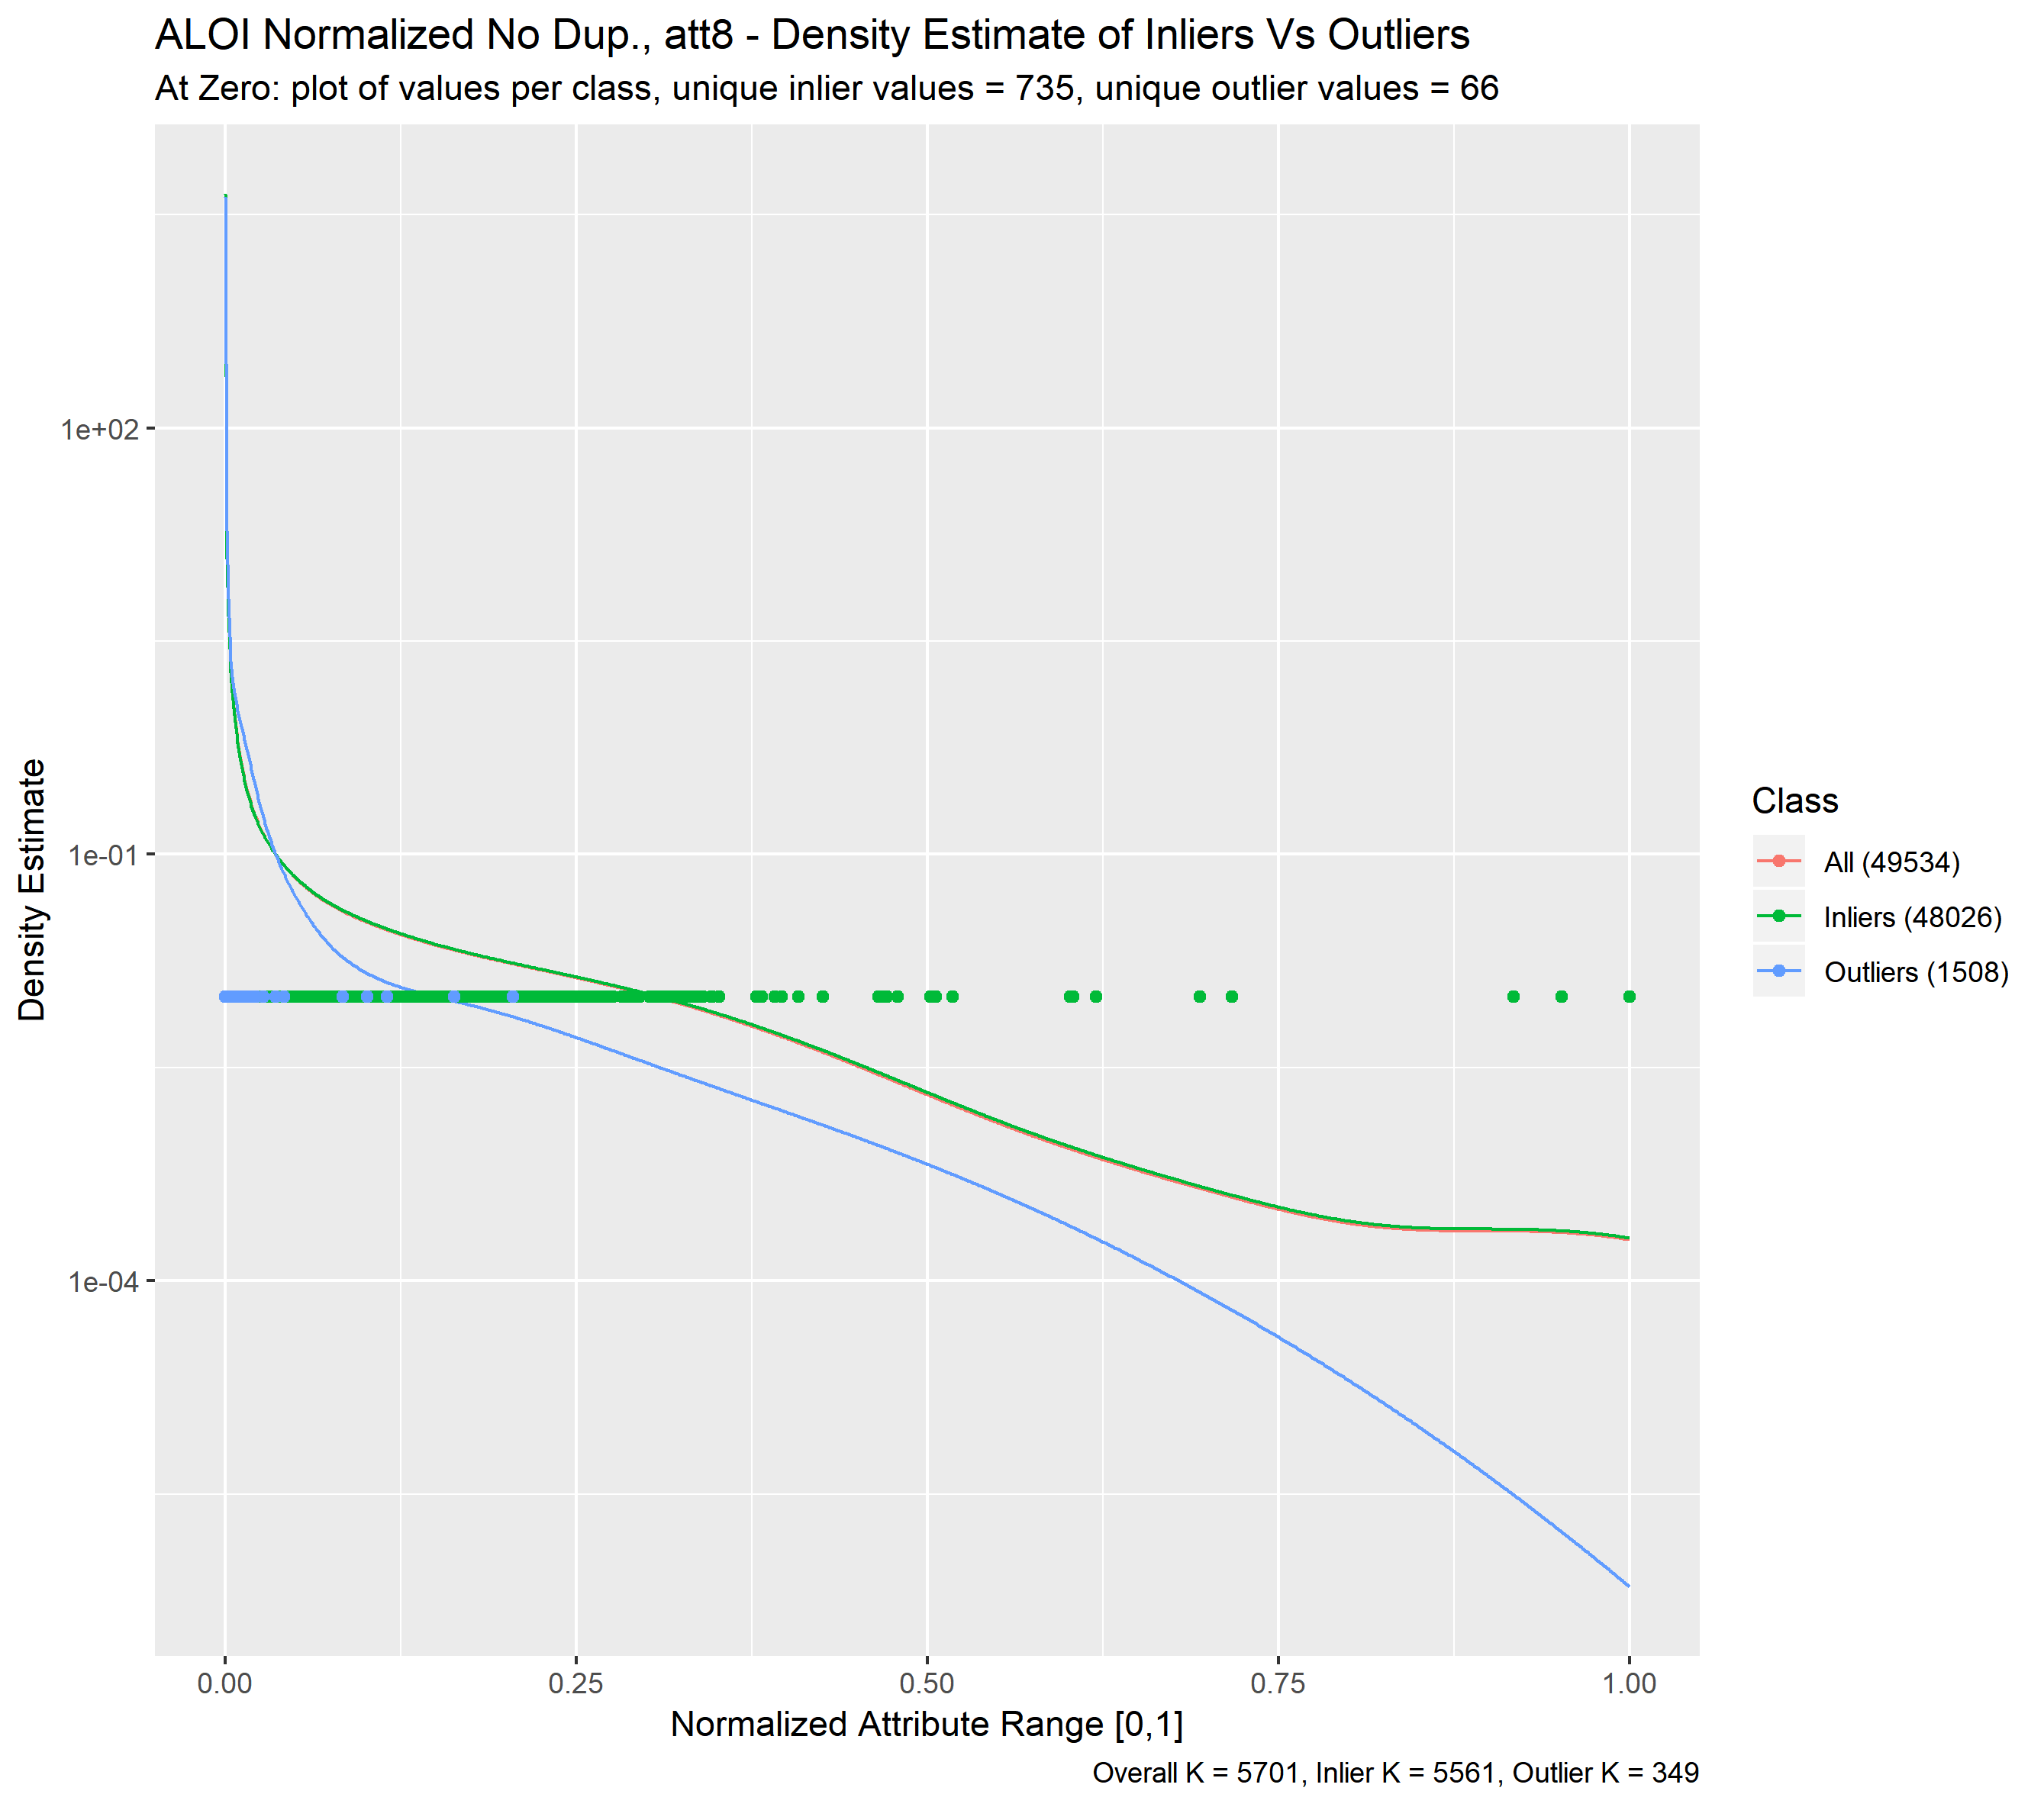 ALOI Normalized No Dup., att8 - Density Estimate of Inliers Vs Outliers
At Zero: plot of values per class, unique inlier values = 735, unique outlier values = 66
Density Estimate
1e+02
1e-01
1e-04
0.00
0.25
0.50
0.75
1.00
Normalized Attribute Range [0,1]
Class
All (49534)
Inliers (48026)
Outliers (1508)
Overall K = 5701, Inlier K = 5561, Outlier K = 349